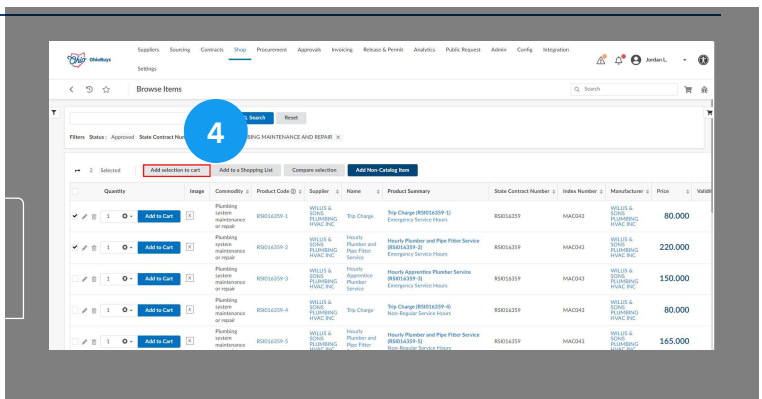 Suppliers Sourcing Contracts Shop Procurement Approvals Invoicing Release & Permit Analytics Public Request Admin Config Integration
Ohio OhioBuys
Jordan L.
Settings
Browse Items
Search
Search Reset
4
Filters Status : Approved State Contract Nu
BING MAINTENANCE AND REPAIR
2 Selected Add selection to cart Add to a Shopping List Compare selection Add Non-Catalog Item
Quantity Image Commodity Product Code Supplier Name Product Summary State Contract Number Index Number Manufacturer Price Validi
1 Add to Cart Plumbing system maintenance or repair RSI016359-1 WILLIS & SONS PLUMBING HVAC INC Trip Charge Trip Charge (RSI016359-1) Emergency Service Hours RSI016359 MAC043 WILLIS & SONS PLUMBING HVAC INC 80.000
1 Add to Cart Plumbing system maintenance or repair RSI016359-2 WILLIS & SONS PLUMBING HVAC INC Hourly Plumber and Pipe Fitter Service Hourly Plumber and Pipe Fitter Service (RSI016359-2) Emergency Service Hours RSI016359 MAC043 WILLIS & SONS PLUMBING HVAC INC 220.000
1 Add to Cart Plumbing system maintenance or repair RSI016359-3 WILLIS & SONS PLUMBING HVAC INC Hourly Apprentice Plumber Service Hourly Apprentice Plumber Service (RSI016359-3) Emergency Service Hours RSI016359 MAC043 WILLIS & SONS PLUMBING HVAC INC 150.000
1 Add to Cart Plumbing system maintenance or repair RSI016359-4 WILLIS & SONS PLUMBING HVAC INC Trip Charge Trip Charge (RSI016359-4) Non-Regular Service Hours RSI016359 MAC043 WILLIS & SONS PLUMBING HVAC INC 80.000
1 Add to Cart Plumbing system maintenance RSI016359-5 WILLIS & SONS PLUMBING HVAC INC Hourly Plumber and Pipe Fitter Hourly Plumber and Pipe Fitter Service (RSI016359-5) Non-Regular Service Hours RSI016359 MAC043 WILLIS & SONS PLUMBING HVAC INC 165.000